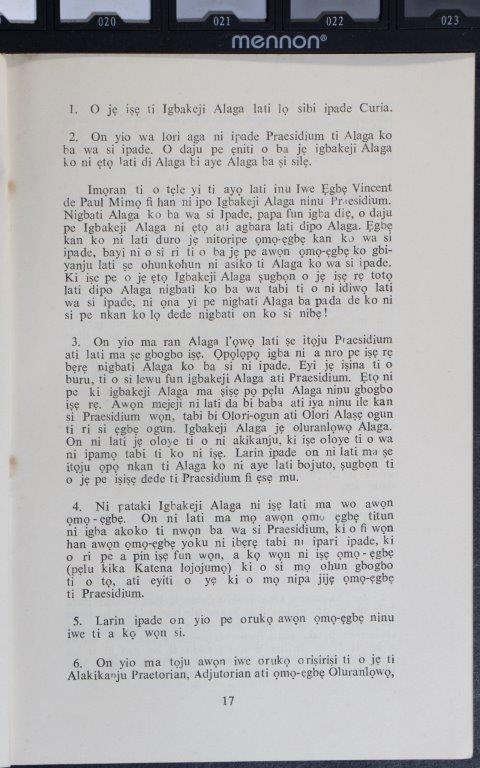 020 021 022 023
mennon®
1. O jẹ iṣẹ ti Igbakeji Alaga lati lọ sibi ipade Curia.
2. On yio wa lori aga ni ipade Praesidium ti Alaga ko
ba wa si ipade. O daju pe ẹniti o ba jẹ igbakeji Alaga
ko ni ẹtọ lati di Alaga bi aye Alaga ba ṣi silẹ.
Imọran ti o tẹle yi ti ayọ lati inu Iwe Ẹgbẹ Vincent
de Paul Mimọ fi han ni ipo Igbakeji Alaga ninu Praesidium.
Nigbati Alaga ko ba wa si Ipade, papa fun igba diẹ, o daju
pe Igbakeji Alaga ni ẹtọ ati agbara lati dipo Alaga. Ẹgbẹ
kan ko ni lati duro jẹ nitoripe ọmọ-ẹgbẹ kan ko wa si
ipade, bayi ni o si ri ti o ba jẹ pe awọn ọmọ-ẹgbẹ ko gbi-
yanju lati ṣe ohunkohun ni asiko ti Alaga ko wa si ipade.
Ki iṣe pe o jẹ ẹtọ Igbakeji Alaga ṣugbọn o jẹ iṣẹ rẹ totọ
lati dipo Alaga nigbati ko ba wa tabi ti o ni idiwọ lati
wa si ipade, ni ọna yi pe nigbati Alaga ba pada de ko ni
si pe nkan ko lọ dede nigbati on ko si nibẹ!
3. On yio ma ran Alaga l'ọwọ lati ṣe itọju Praesidium
ati lati ma ṣe gbogbo iṣẹ. Ọpọlọpọ igba ni a nro pe iṣẹ rẹ
bẹrẹ nigbati Alaga ko ba si ni ipade. Eyi jẹ iṣina ti o
buru, ti o si lewu fun igbakeji Alaga ati Praesidium. Ẹtọ ni
pe ki igbakeji Alaga ma ṣiṣẹ pọ pẹlu Alaga ninu gbogbo
iṣẹ rẹ. Awọn mejeji ni lati da bi baba ati iya ninu ile kan
si Praesidium wọn, tabi bi Olori-ogun ati Olori Alaṣẹ ogun
ti ri si ẹgbẹ ogun. Igbakeji Alaga jẹ oluranlọwọ Alaga.
On ni lati jẹ oloye ti o ni akikanju, ki iṣe oloye ti o wa
ni ipamọ tabi ti ko ni iṣẹ. Larin ipade on ni lati ma ṣe
itọju ọpọ nkan ti Alaga ko ni aye lati bojuto, ṣugbọn ti
o jẹ pe iṣiṣẹ dede ti Praesidium fi ẹsẹ mu.
4. Ni pataki Igbakeji Alaga ni iṣẹ lati ma wo awọn
ọmọ-ẹgbẹ. On ni lati ma mọ awọn ọmọ ẹgbẹ titun
ni igba akoko ti nwọn ba wa si Praesidium, ki o fi wọn
han awọn ọmọ-ẹgbẹ yoku ni ibẹrẹ tabi ni ipari ipade, ki
o ri pe a pin iṣẹ fun wọn, a kọ wọn ni iṣẹ ọmọ-ẹgbẹ
(pẹlu kika Katena lojojumọ) ki o si mọ ohun gbogbo
ti o tọ, ati eyiti o yẹ ki o mọ nipa jijẹ ọmọ-ẹgbẹ
ti Praesidium.
5. Larin ipade on yio pe orukọ awọn ọmọ-ẹgbẹ ninu
iwe ti a kọ wọn si.
6. On yio ma tọju awọn iwe orukọ oriṣiriṣi ti o jẹ ti
Alakikanju Praetorian, Adjutorian ati ọmọ-ẹgbẹ Oluranlọwọ,
17